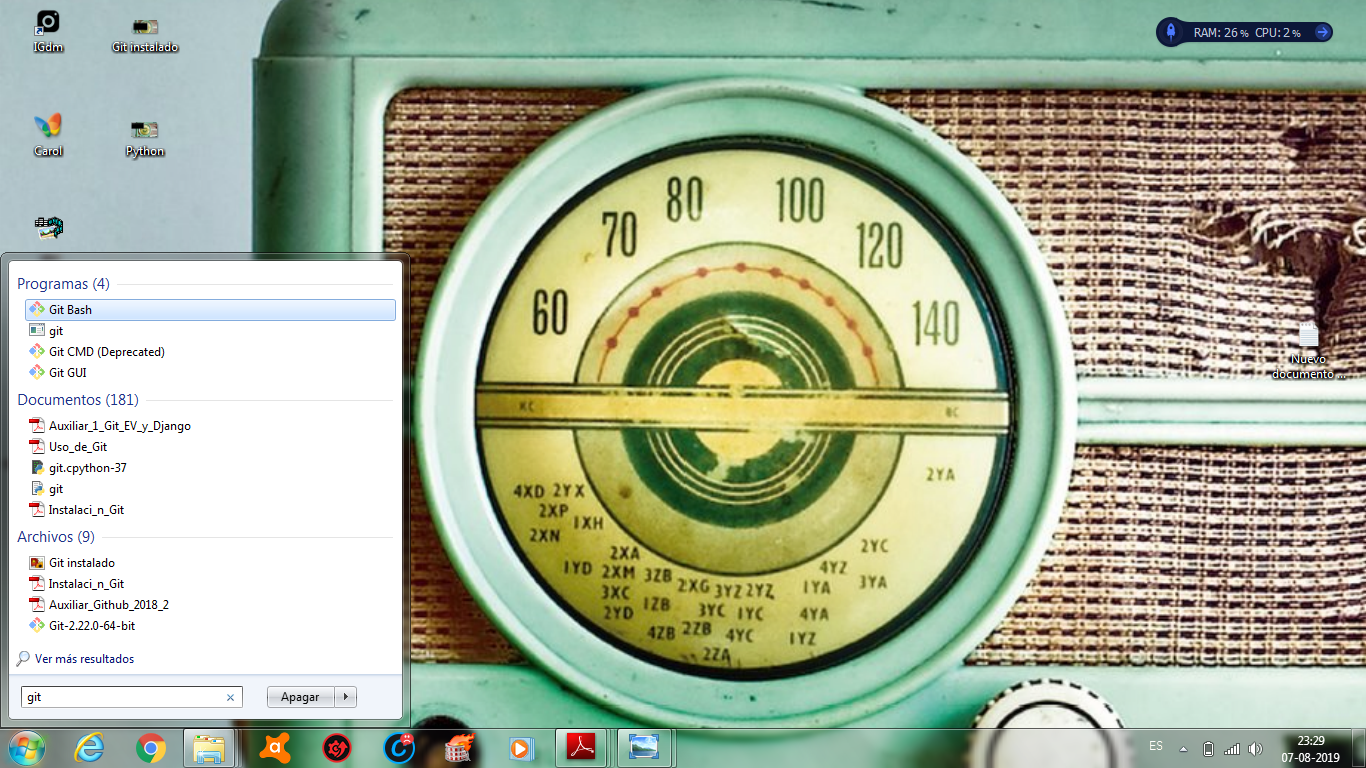 IGdm
Git instalado
RAM: 26 % CPU: 2 %
Carol
Python
Nuevo
documento ...
Programas (4)
Git Bash
git
Git CMD (Deprecated)
Git GUI
Documentos (181)
Auxiliar_1_Git_EV_y_Django
Uso_de_Git
git.cpython-37
git
Instalaci_n_Git
Archivos (9)
Git instalado
Instalaci_n_Git
Auxiliar_Github_2018_2
Git-2.22.0-64-bit
Ver más resultados
git
Apagar
60 70 80 100 120 140
KC
BC
2YA
4XD 2YX
2XP
1XH
2XN
2XA
2YC
1YD 2XM 3ZB
4YZ
3XC
2XG 3YZ 2YZ
1YA
3YA
2YD
1ZB
3YC 1YC
4YA
4ZB 2ZB 4YC
1YZ
2ZA
ES
23:29
07-08-2019